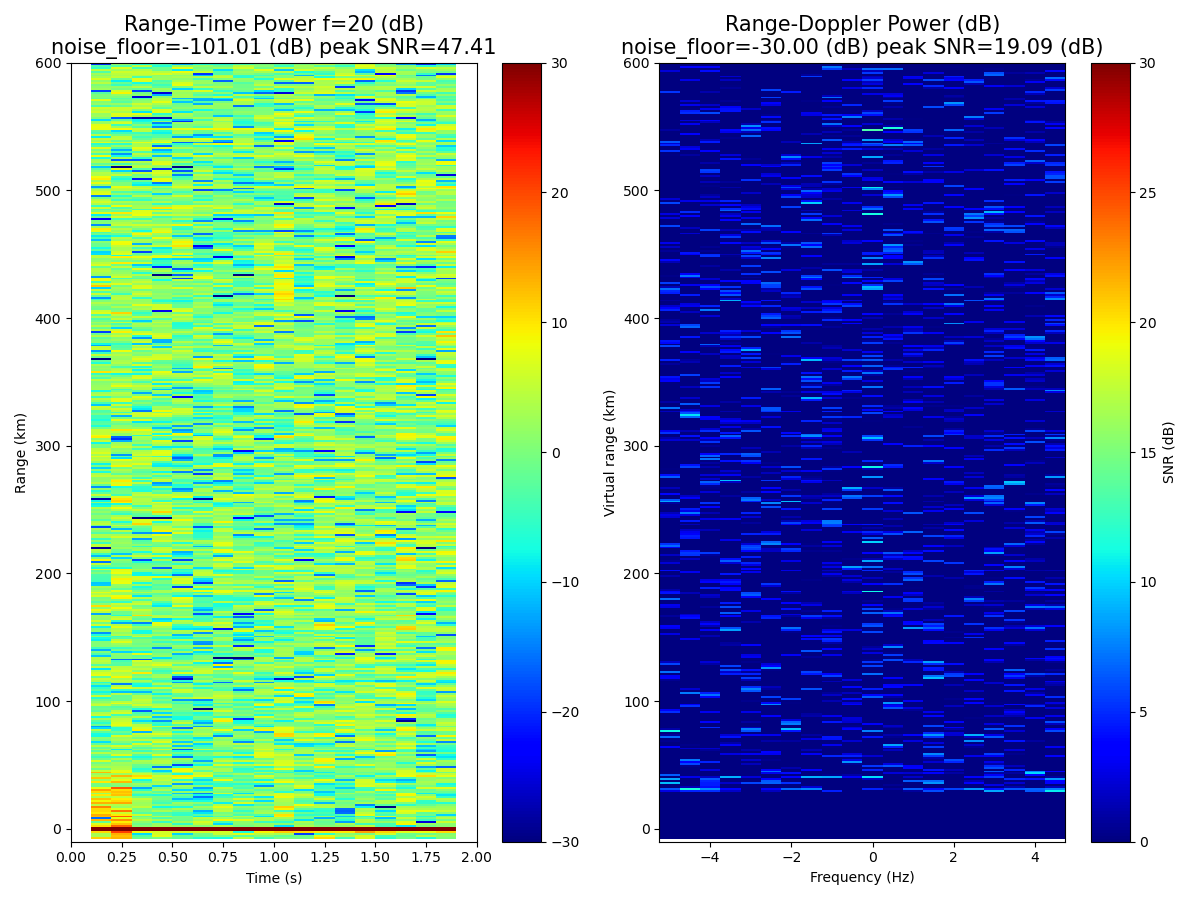 Range-Time Power f=20 (dB)
noise_floor=-101.01 (dB) peak SNR=47.41
Range (km)
600
500
400
300
200
100
0
0.00 0.25 0.50 0.75 1.00 1.25 1.50 1.75 2.00
Time (s)
30
20
10
0
−10
−20
−30
Range-Doppler Power (dB)
noise_floor=-30.00 (dB) peak SNR=19.09 (dB)
Virtual range (km)
600
500
400
300
200
100
0
−4 −2 0 2 4
Frequency (Hz)
30
25
20
15
10
5
0
SNR (dB)